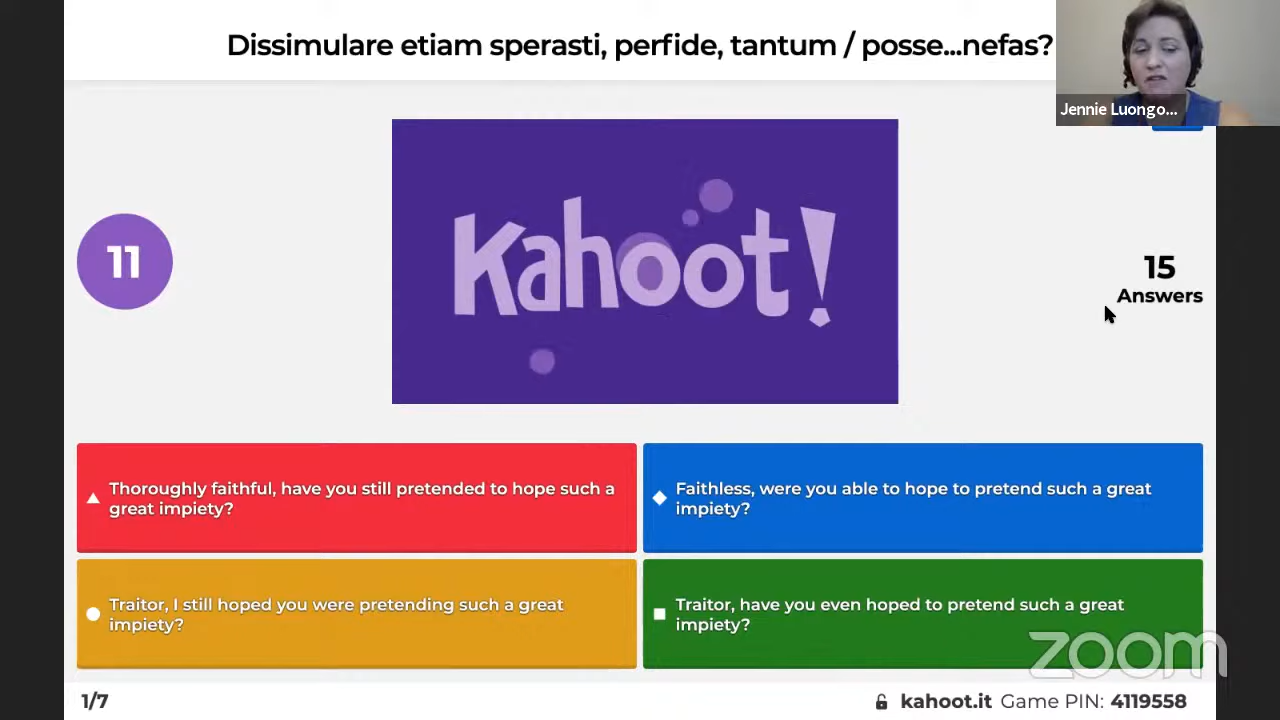 Dissimulare etiam sperasti, perfide, tantum / posse...nefas?
Jennie Luongo...
11
Kahoot!
15
Answers
Thoroughly faithful, have you still pretended to hope such a
great impiety?
Faithless, were you able to hope to pretend such a great
impiety?
Traitor, I still hoped you were pretending such a great
impiety?
Traitor, have you even hoped to pretend such a great
impiety?
zoom
1/7
kahoot.it Game PIN: 4119558